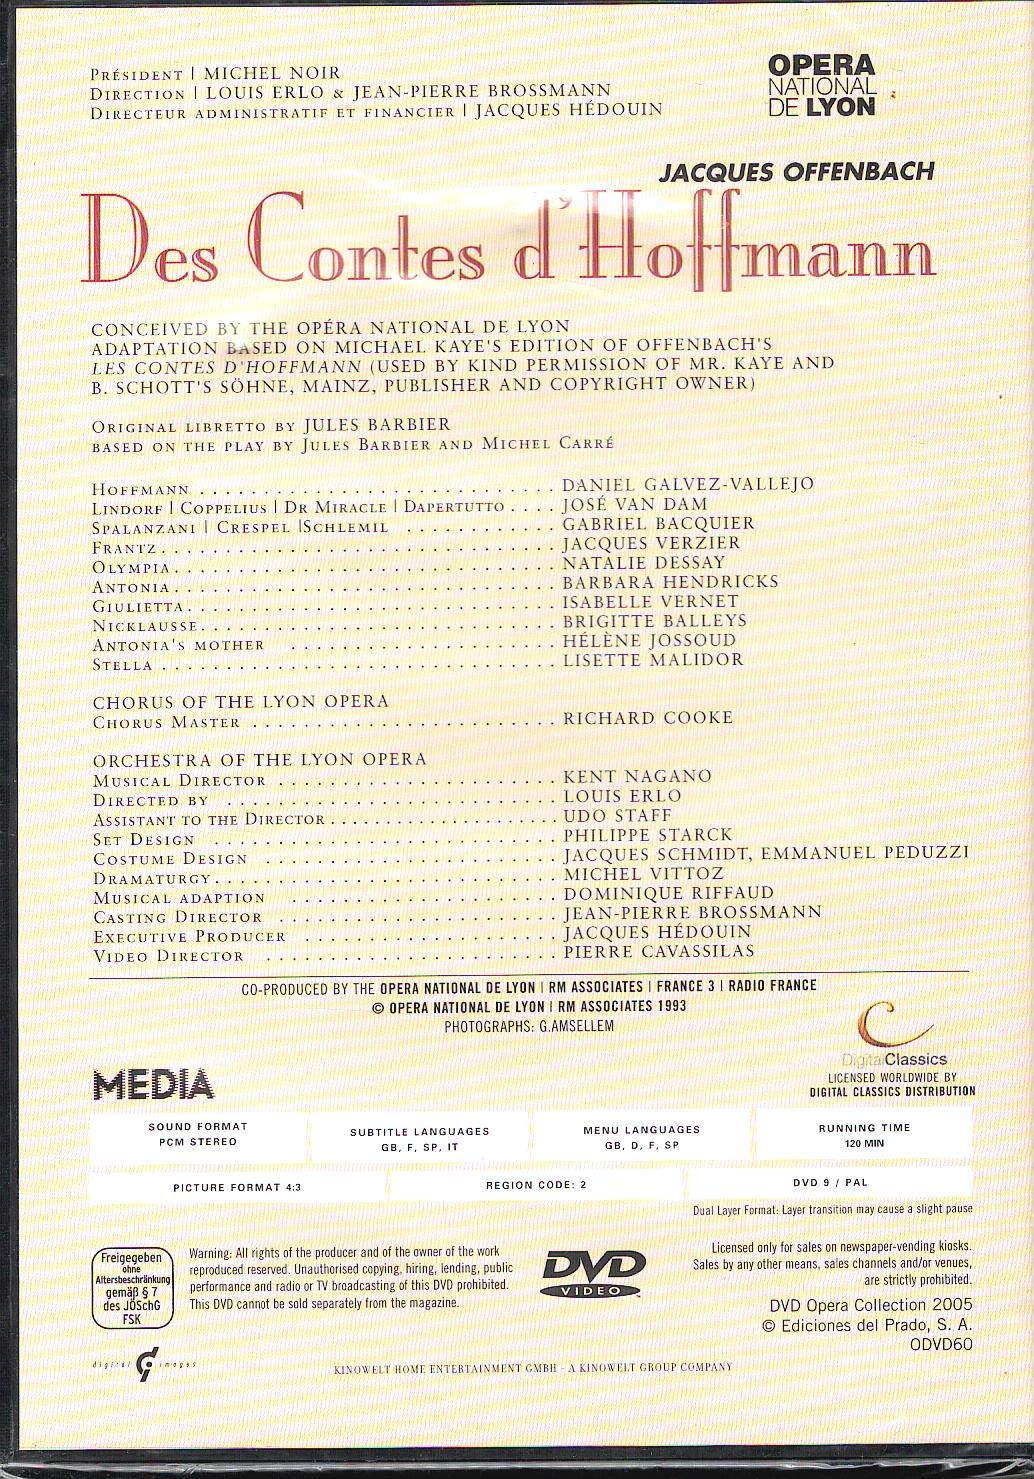 PRÉSIDENT | MICHEL NOIR
DIRECTION | LOUIS ERLO & JEAN-PIERRE BROSSMANN
DIRECTEUR ADMINISTRATIF ET FINANCIER | JACQUES HÉDOUIN
OPERA
NATIONAL
DE LYON
JACQUES OFFENBACH
Des Contes d'Hoffmann
CONCEIVED BY THE OPÉRA NATIONAL DE LYON
ADAPTATION BASED ON MICHAEL KAYE'S EDITION OF OFFENBACH'S
LES CONTES D'HOFFMANN (USED BY KIND PERMISSION OF MR. KAYE AND
B. SCHOTT'S SÖHNE, MAINZ, PUBLISHER AND COPYRIGHT OWNER)
ORIGINAL LIBRETTO BY JULES BARBIER
BASED ON THE PLAY BY JULES BARBIER AND MICHEL CARRÉ
HOFFMANN . . . . . . . . . . . . . . . . . . . . . . . . . . . . DANIEL GALVEZ-VALLEJO
LINDORF | COPPELIUS | DR MIRACLE | DAPERTUTTO . . . . JOSÉ VAN DAM
SPALANZANI | CRESPEL |SCHLEMIL . . . . . . . . . . . . GABRIEL BACQUIER
FRANTZ . . . . . . . . . . . . . . . . . . . . . . . . . . . . . . . JACQUES VERZIER
OLYMPIA . . . . . . . . . . . . . . . . . . . . . . . . . . . . . . NATALIE DESSAY
ANTONIA . . . . . . . . . . . . . . . . . . . . . . . . . . . . . . BARBARA HENDRICKS
GIULIETTA . . . . . . . . . . . . . . . . . . . . . . . . . . . . . ISABELLE VERNET
NICKLAUSSE . . . . . . . . . . . . . . . . . . . . . . . . . . . . BRIGITTE BALLEYS
ANTONIA'S MOTHER . . . . . . . . . . . . . . . . . . . . . HÉLÈNE JOSSOUD
STELLA . . . . . . . . . . . . . . . . . . . . . . . . . . . . . . . LISETTE MALIDOR
CHORUS OF THE LYON OPERA
CHORUS MASTER . . . . . . . . . . . . . . . . . . . . . . . . RICHARD COOKE
ORCHESTRA OF THE LYON OPERA
MUSICAL DIRECTOR . . . . . . . . . . . . . . . . . . . . . . KENT NAGANO
DIRECTED BY . . . . . . . . . . . . . . . . . . . . . . . . . . LOUIS ERLO
ASSISTANT TO THE DIRECTOR . . . . . . . . . . . . . . . . . . UDO STAFF
SET DESIGN . . . . . . . . . . . . . . . . . . . . . . . . . . . PHILIPPE STARCK
COSTUME DESIGN . . . . . . . . . . . . . . . . . . . . . . . JACQUES SCHMIDT, EMMANUEL PEDUZZI
DRAMATURGY . . . . . . . . . . . . . . . . . . . . . . . . . . . MICHEL VITTOZ
MUSICAL ADAPTION . . . . . . . . . . . . . . . . . . . . . DOMINIQUE RIFFAUD
CASTING DIRECTOR . . . . . . . . . . . . . . . . . . . . . . JEAN-PIERRE BROSSMANN
EXECUTIVE PRODUCER . . . . . . . . . . . . . . . . . . . . JACQUES HÉDOUIN
VIDEO DIRECTOR . . . . . . . . . . . . . . . . . . . . . . . PIERRE CAVASSILAS
CO-PRODUCED BY THE OPERA NATIONAL DE LYON | RM ASSOCIATES | FRANCE 3 | RADIO FRANCE
© OPERA NATIONAL DE LYON | RM ASSOCIATES 1993
PHOTOGRAPHS: G.AMSELLEM
DigitalClassics
LICENSED WORLDWIDE BY
DIGITAL CLASSICS DISTRIBUTION
MEDIA
SOUND FORMAT
PCM STEREO
SUBTITLE LANGUAGES
GB, F, SP, IT
MENU LANGUAGES
GB, D, F, SP
RUNNING TIME
120 MIN
PICTURE FORMAT 4:3
REGION CODE: 2
DVD 9 / PAL
Dual Layer Format: Layer transition may cause a slight pause
Freigegeben
ohne
Altersbeschränkung
gemäß § 7
des JÖSchG
FSK
Warning: All rights of the producer and of the owner of the work
reproduced reserved. Unauthorised copying, hiring, lending, public
performance and radio or TV broadcasting of this DVD prohibited.
This DVD cannot be sold separately from the magazine.
DVD
VIDEO
Licensed only for sales on newspaper-vending kiosks.
Sales by any other means, sales channels and/or venues,
are strictly prohibited.
DVD Opera Collection 2005
© Ediciones del Prado, S. A.
ODVD60
digital images
KINOWELT HOME ENTERTAINMENT GMBH - A KINOWELT GROUP COMPANY